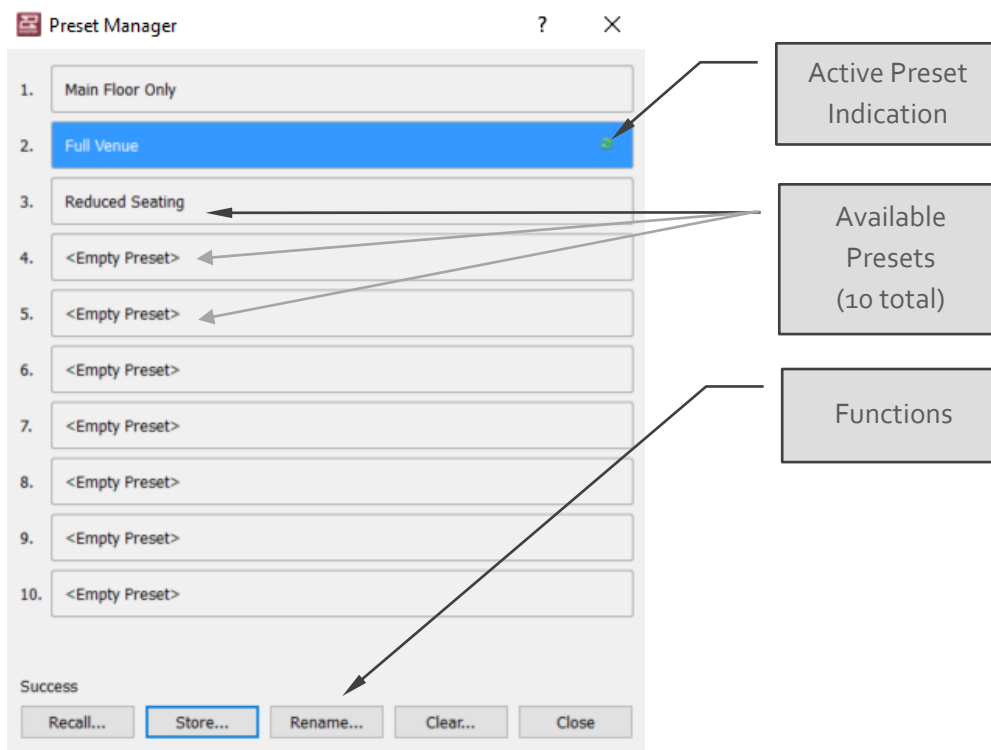 Preset Manager
?
1. Main Floor Only
2. Full Venue
3. Reduced Seating
4. <Empty Preset>
5. <Empty Preset>
6. <Empty Preset>
7. <Empty Preset>
8. <Empty Preset>
9. <Empty Preset>
10. <Empty Preset>
Success
Recall... Store... Rename... Clear... Close
Active Preset
Indication
Available
Presets
(10 total)
Functions